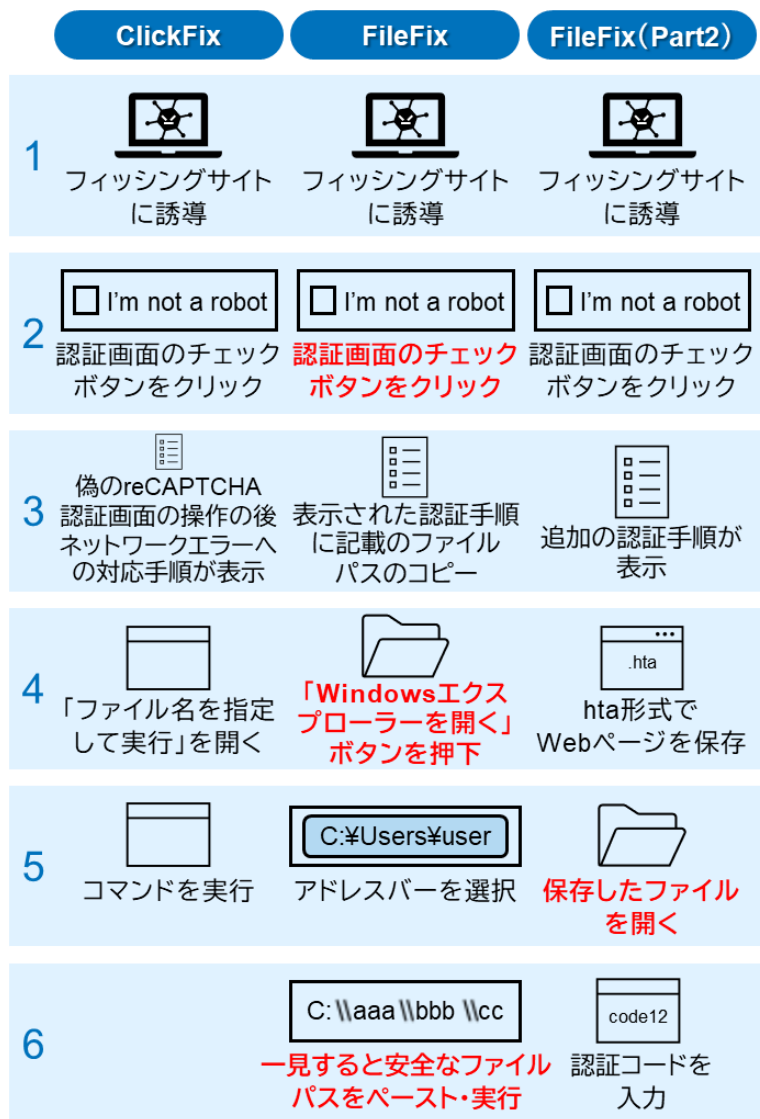 ClickFix
FileFix
FileFix（Part2）
1
フィッシングサイト
に誘導
フィッシングサイト
に誘導
フィッシングサイト
に誘導
2
I'm not a robot
認証画面のチェック
ボタンをクリック
I'm not a robot
認証画面のチェック
ボタンをクリック
I'm not a robot
認証画面のチェック
ボタンをクリック
3
偽のreCAPTCHA
認証画面の操作の後
ネットワークエラーへ
の対応手順が表示
表示された認証手順
に記載のファイル
パスのコピー
追加の認証手順が
表示
4
「ファイル名を指定
して実行」を開く
「Windowsエクス
プローラーを開く」
ボタンを押下
.hta
hta形式で
Webページを保存
5
コマンドを実行
C:¥Users¥user
アドレスバーを選択
保存したファイル
を開く
6
C: \\aaa \\bbb \\cc
一見すると安全なファイル
パスをペースト・実行
code12
認証コードを
入力